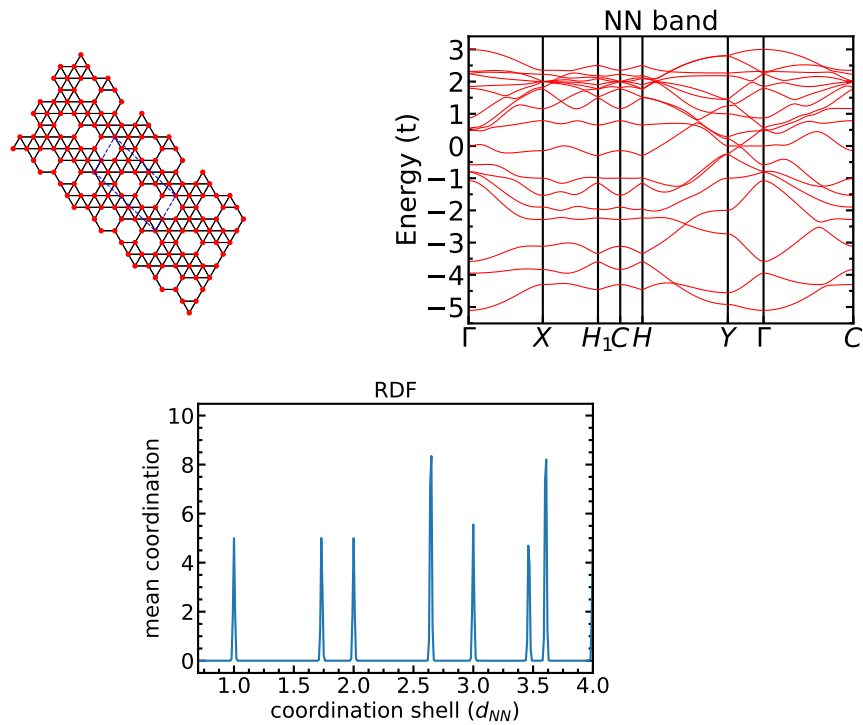 NN band
Energy (t)
3
2
1
0
−1
−2
−3
−4
−5
Γ X H₁ C H Y Γ C
RDF
mean coordination
10
8
6
4
2
0
1.0 1.5 2.0 2.5 3.0 3.5 4.0
coordination shell (d_NN)